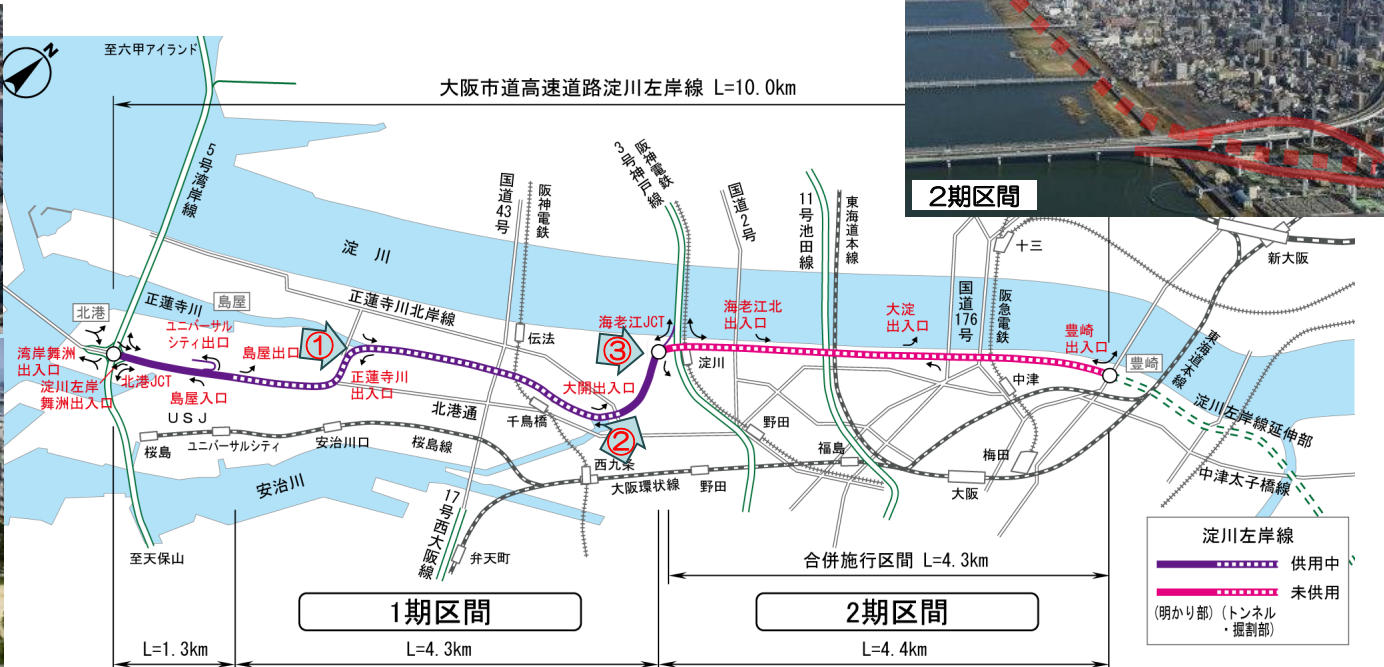 N
至六甲アイランド
大阪市道高速道路淀川左岸線 L=10.0km
2期区間
5号湾岸線
国道43号
阪神電鉄
3号神戸線
阪神電鉄
国道2号
11号池田線
東海道本線
十三
新大阪
淀 川
国道176号
阪急電鉄
北港
正蓮寺川
島屋
正蓮寺川北岸線
ユニバーサル
シティ出口
島屋出口
①
伝法
海老江JCT
③
海老江北
出入口
大淀
出入口
豊崎
出入口
豊崎
東海道本線
湾岸舞洲
出入口
淀川左岸
舞洲出入口
北港JCT
島屋入口
正蓮寺川
出入口
大開出入口
淀川
中津
USJ
北港通
千鳥橋
②
野田
淀川左岸線延伸部
桜島
ユニバーサルシティ
安治川口
桜島線
西九条
福島
梅田
安治川
大阪環状線
野田
大阪
中津太子橋線
17号西大阪線
至天保山
弁天町
合併施行区間 L=4.3km
淀川左岸線
供用中
未供用
(明かり部)
(トンネル
・掘割部)
1期区間
2期区間
L=1.3km
L=4.3km
L=4.4km